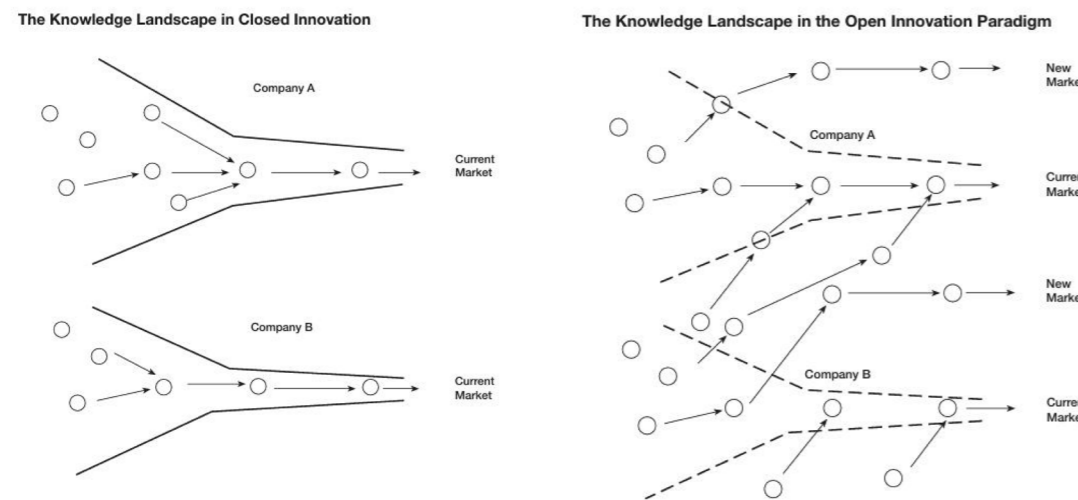 The Knowledge Landscape in Closed Innovation
Company A
Current
Market
Company B
Current
Market
The Knowledge Landscape in the Open Innovation Paradigm
New
Marke
Company A
Curre
Marke
New
Marke
Company B
Curre
Marke